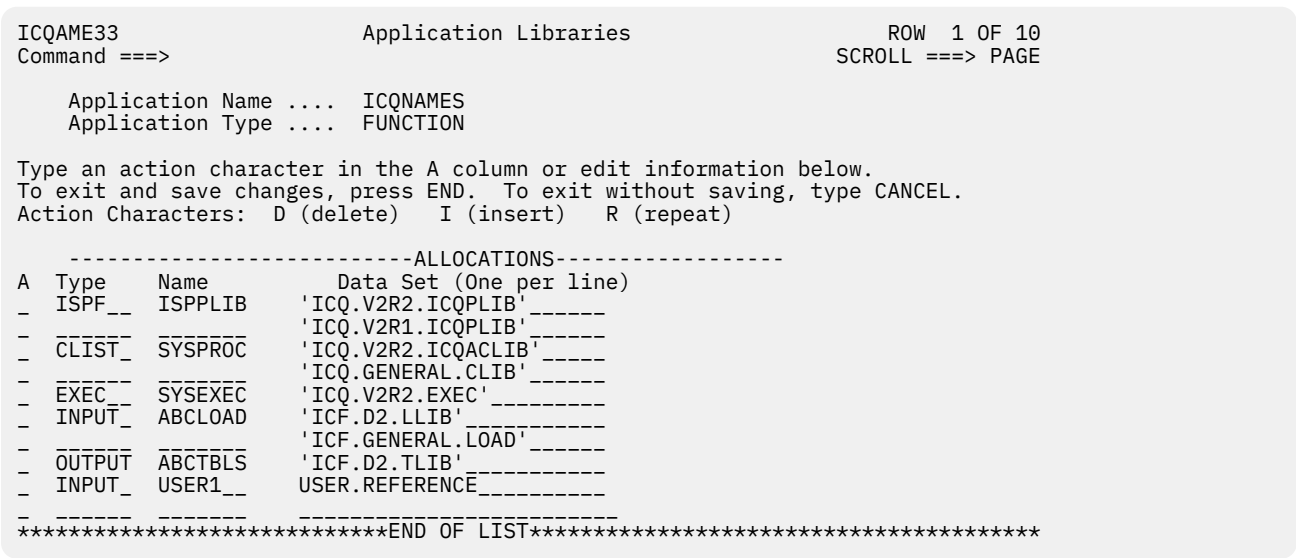 ICQAME33                   Application Libraries                    ROW  1 OF 10
Command ===>                                                    SCROLL ===> PAGE
    Application Name ....  ICQNAMES
    Application Type ....  FUNCTION
Type an action character in the A column or edit information below.
To exit and save changes, press END.  To exit without saving, type CANCEL.
Action Characters:  D (delete)   I (insert)   R (repeat)
    ---------------------------ALLOCATIONS------------------
A  Type    Name          Data Set (One per line)
_  ISPF__  ISPPLIB    'ICQ.V2R2.ICQPLIB'______
_  ______  _______    'ICQ.V2R1.ICQPLIB'______
_  CLIST_  SYSPROC    'ICQ.V2R2.ICQACLIB'_____
_  ______  _______    'ICQ.GENERAL.CLIB'______
_  EXEC__  SYSEXEC    'ICQ.V2R2.EXEC'_________
_  INPUT_  ABCLOAD    'ICF.D2.LLIB'___________
_  ______  _______    'ICF.GENERAL.LOAD'______
_  OUTPUT  ABCTBLS    'ICF.D2.TLIB'___________
_  INPUT_  USER1__    USER.REFERENCE__________
_  ______  _______    _________________________
*****************************END OF LIST****************************************